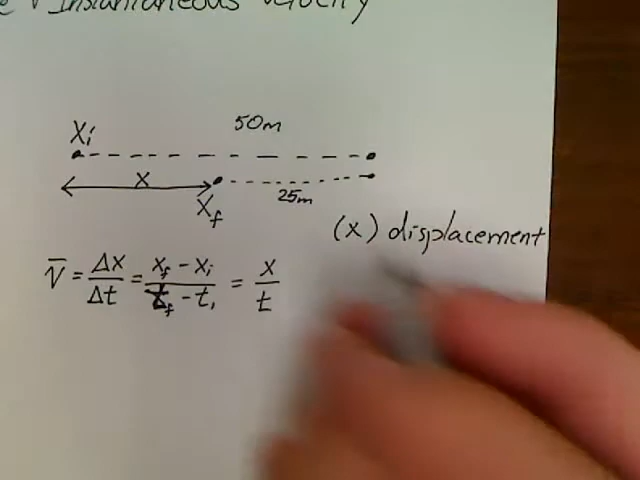 Instantaneous Velocity
50m
Xi
x
25m
Xf
(x) displacement
V̄ = Δx/Δt = (xf - xi)/(tf - ti) = x/t